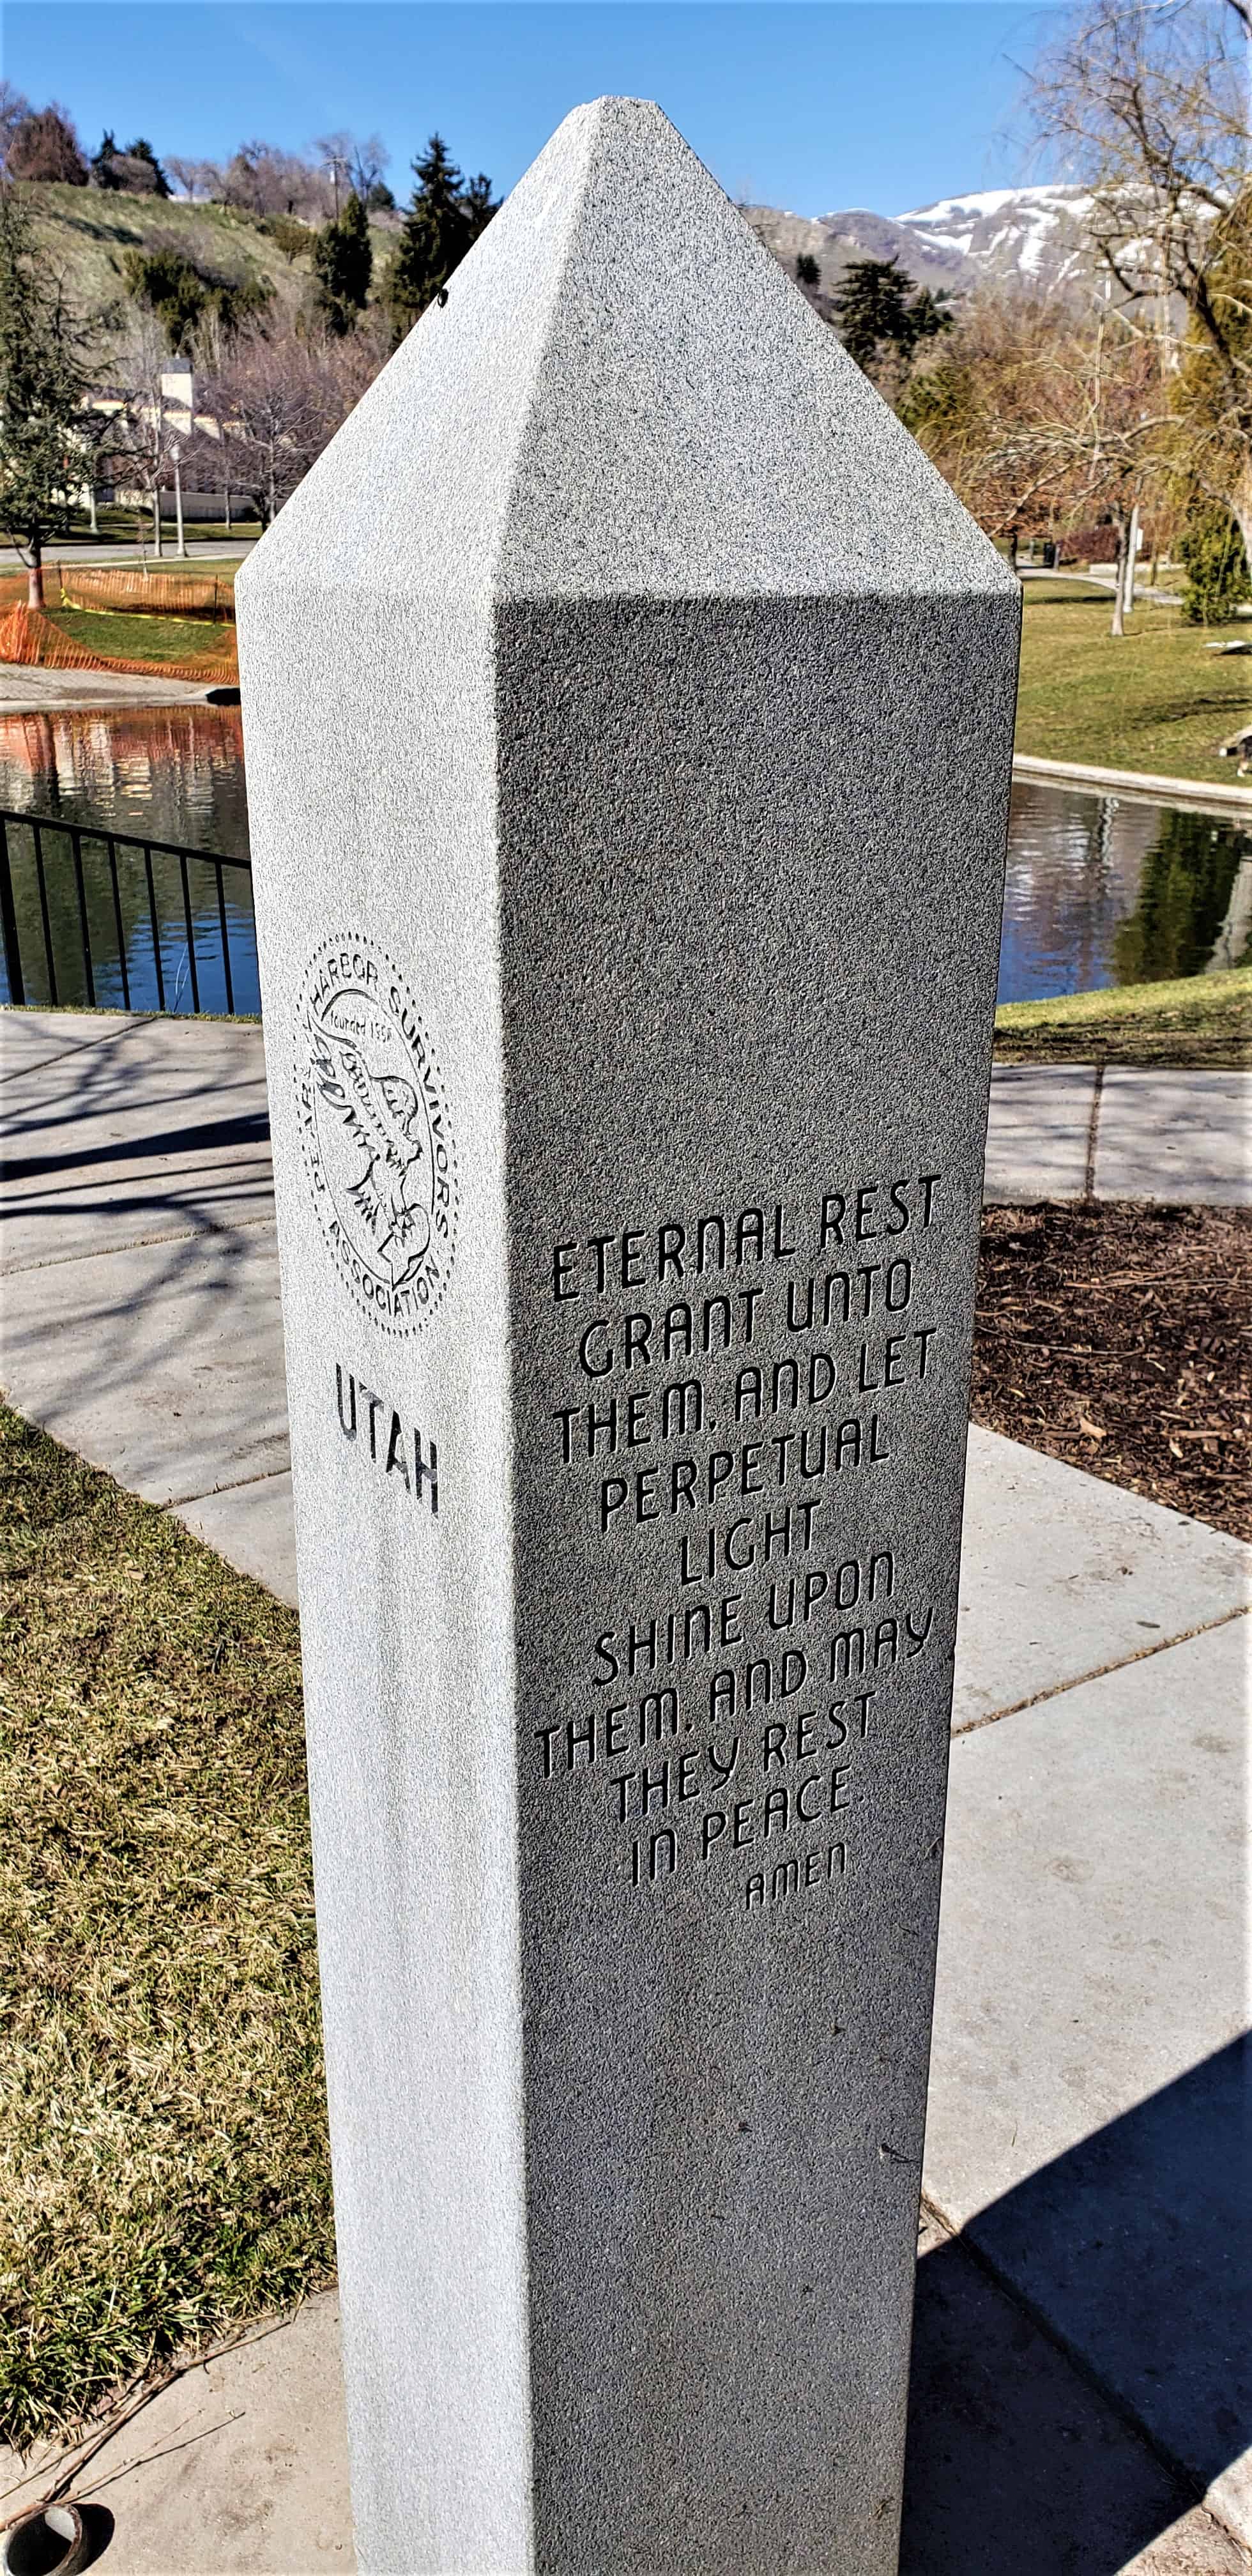 PEARL HARBOR SURVIVORS
ASSOCIATION
UTAH
ETERNAL REST
GRANT UNTO
THEM, AND LET
PERPETUAL
LIGHT
SHINE UPON
THEM, AND MAY
THEY REST
IN PEACE.
AMEN